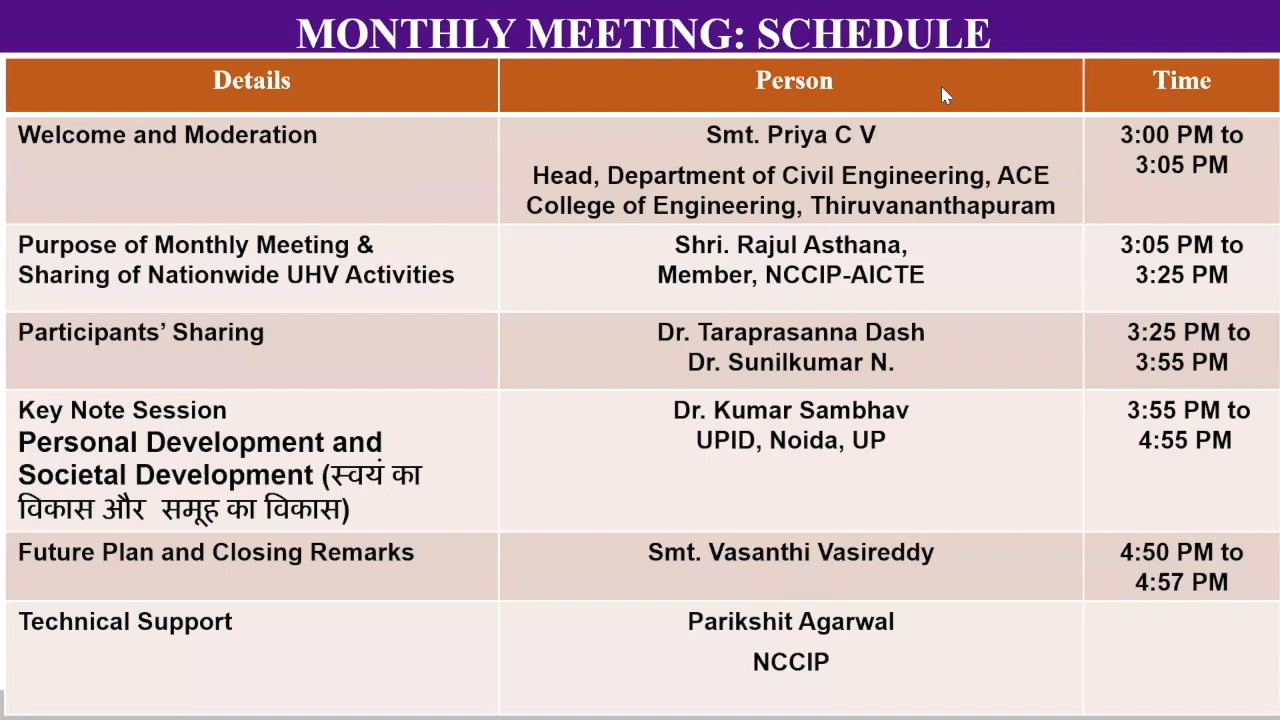 MONTHLY MEETING: SCHEDULE
Details
Person
Time
Welcome and Moderation
Smt. Priya C V
Head, Department of Civil Engineering, ACE
College of Engineering, Thiruvananthapuram
3:00 PM to
3:05 PM
Purpose of Monthly Meeting &
Sharing of Nationwide UHV Activities
Shri. Rajul Asthana,
Member, NCCIP-AICTE
3:05 PM to
3:25 PM
Participants’ Sharing
Dr. Taraprasanna Dash
Dr. Sunilkumar N.
3:25 PM to
3:55 PM
Key Note Session
Personal Development and
Societal Development (स्वयं का
विकास और समूह का विकास)
Dr. Kumar Sambhav
UPID, Noida, UP
3:55 PM to
4:55 PM
Future Plan and Closing Remarks
Smt. Vasanthi Vasireddy
4:50 PM to
4:57 PM
Technical Support
Parikshit Agarwal
NCCIP